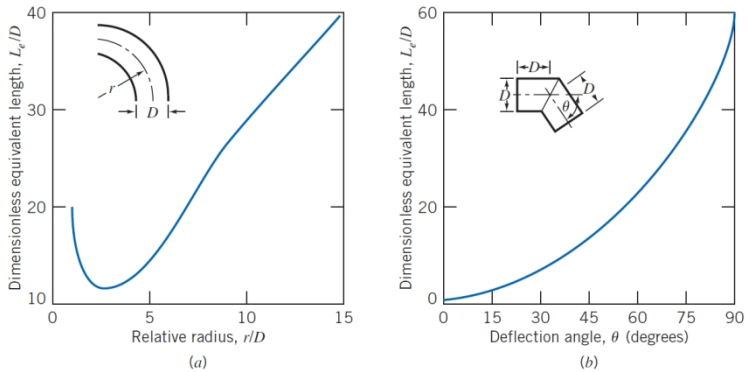 Dimensionless equivalent length, Lₑ/D
40
30
20
10
0
5
10
15
r
D
Relative radius, r/D
(a)
Dimensionless equivalent length, Lₑ/D
60
40
20
0
0
15
30
45
60
75
90
D
D
D
θ
Deflection angle, θ (degrees)
(b)